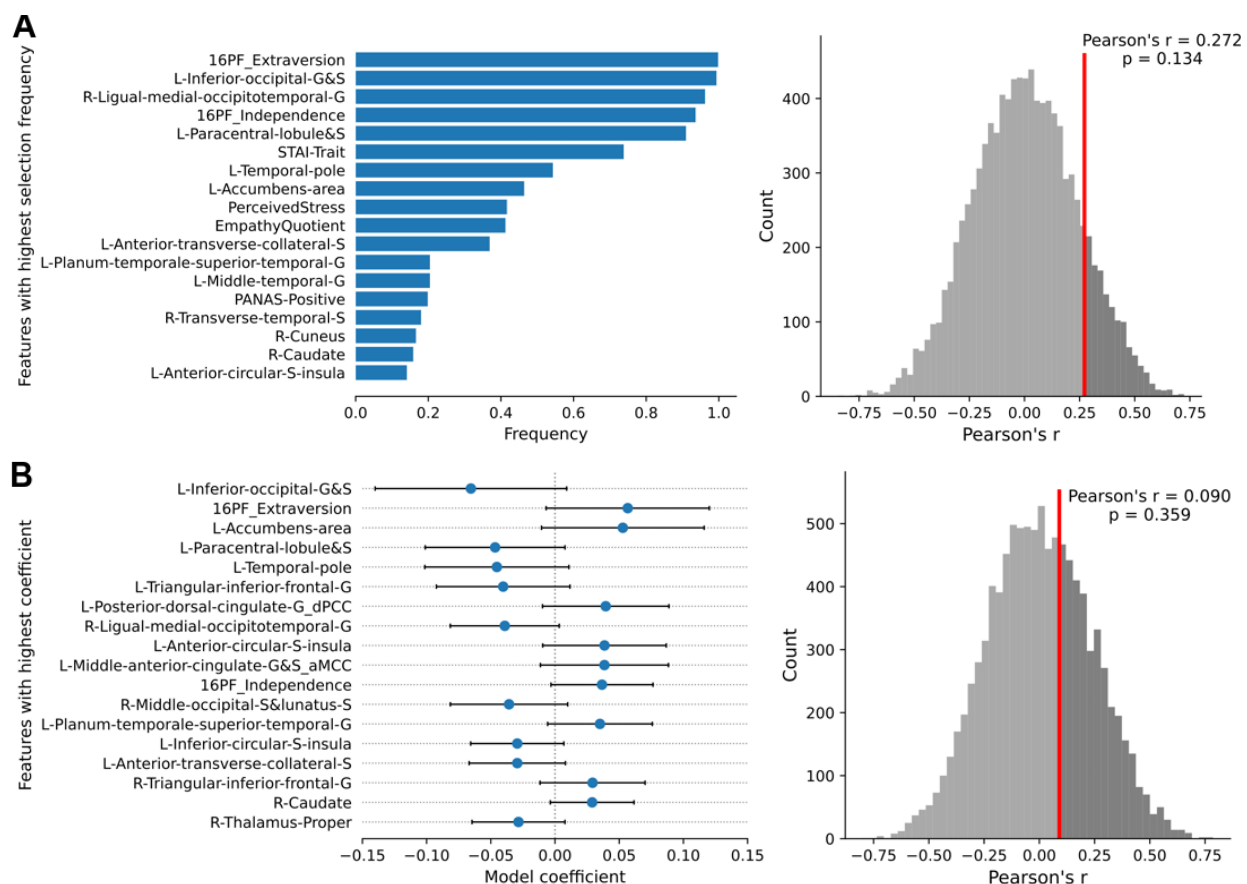 A
Features with highest selection frequency
16PF_Extraversion
L-Inferior-occipital-G&S
R-Ligual-medial-occipitotemporal-G
16PF_Independence
L-Paracentral-lobule&S
STAI-Trait
L-Temporal-pole
L-Accumbens-area
PerceivedStress
EmpathyQuotient
L-Anterior-transverse-collateral-S
L-Planum-temporale-superior-temporal-G
L-Middle-temporal-G
PANAS-Positive
R-Transverse-temporal-S
R-Cuneus
R-Caudate
L-Anterior-circular-S-insula
0.0 0.2 0.4 0.6 0.8 1.0
Frequency
Pearson's r = 0.272
p = 0.134
Count
400
300
200
100
0
−0.75 −0.50 −0.25 0.00 0.25 0.50 0.75
Pearson's r
B
Features with highest coefficient
L-Inferior-occipital-G&S
16PF_Extraversion
L-Accumbens-area
L-Paracentral-lobule&S
L-Temporal-pole
L-Triangular-inferior-frontal-G
L-Posterior-dorsal-cingulate-G_dPCC
R-Ligual-medial-occipitotemporal-G
L-Anterior-circular-S-insula
L-Middle-anterior-cingulate-G&S_aMCC
16PF_Independence
R-Middle-occipital-S&lunatus-S
L-Planum-temporale-superior-temporal-G
L-Inferior-circular-S-insula
L-Anterior-transverse-collateral-S
R-Triangular-inferior-frontal-G
R-Caudate
R-Thalamus-Proper
−0.15 −0.10 −0.05 0.00 0.05 0.10 0.15
Model coefficient
Pearson's r = 0.090
p = 0.359
Count
500
400
300
200
100
0
−0.75 −0.50 −0.25 0.00 0.25 0.50 0.75
Pearson's r